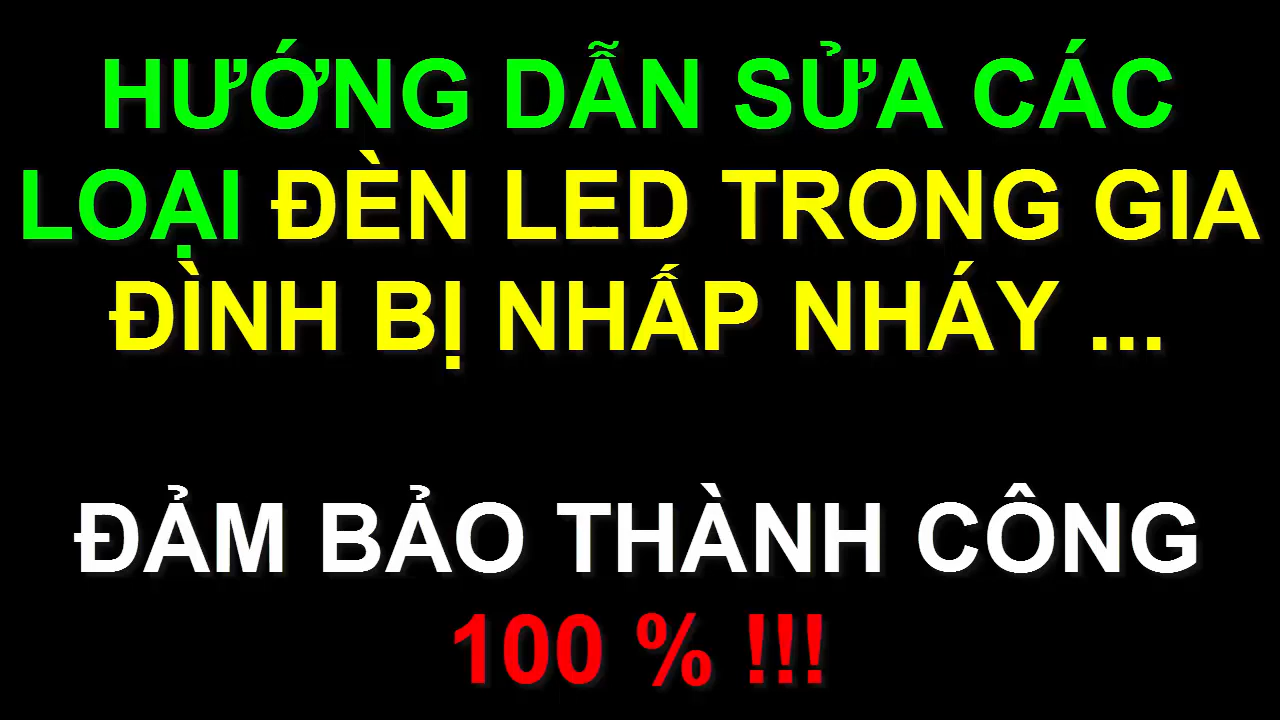 HƯỚNG DẪN SỬA CÁC
LOẠI ĐÈN LED TRONG GIA
ĐÌNH BỊ NHẤP NHÁY ...
ĐẢM BẢO THÀNH CÔNG
100 % !!!